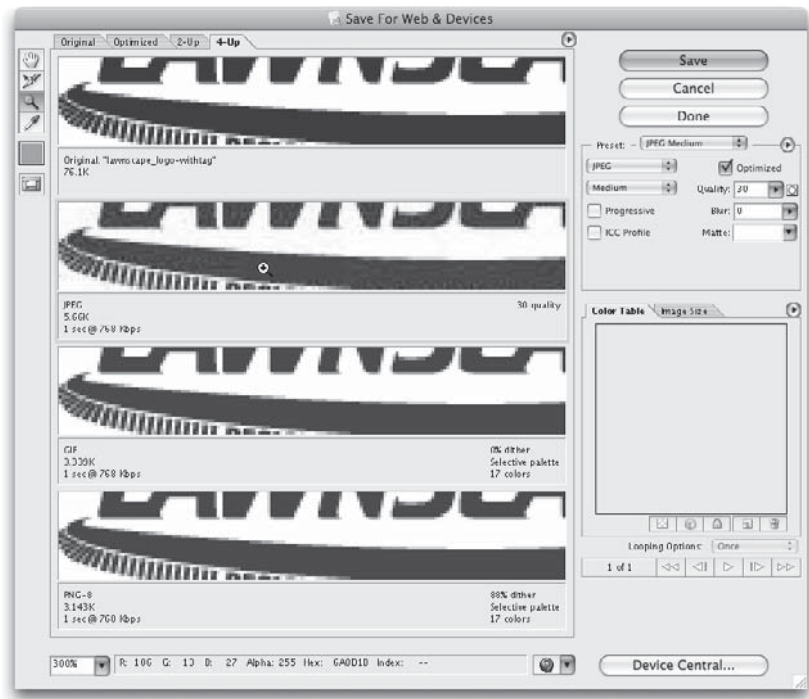 Save For Web & Devices
Original Optimized 2-Up 4-Up
Original: "lawnscape_logo-withtag"
76.1K
JPEG 30 quality
5.66K
1 sec @ 768 Kbps
GIF 0% dither
3.339K Selective palette
1 sec @ 768 Kbps 17 colors
PNG-8 88% dither
3.143K Selective palette
1 sec @ 760 Kbps 17 colors
Save
Cancel
Done
Preset: JPEG Medium
JPEG Optimized
Medium Quality: 30
Progressive Blur: 0
ICC Profile Matte:
Color Table Image Size
Looping Options: Once
1 of 1
300% R: 106 G: 13 B: 27 Alpha: 255 Hex: Index: --
Device Central...